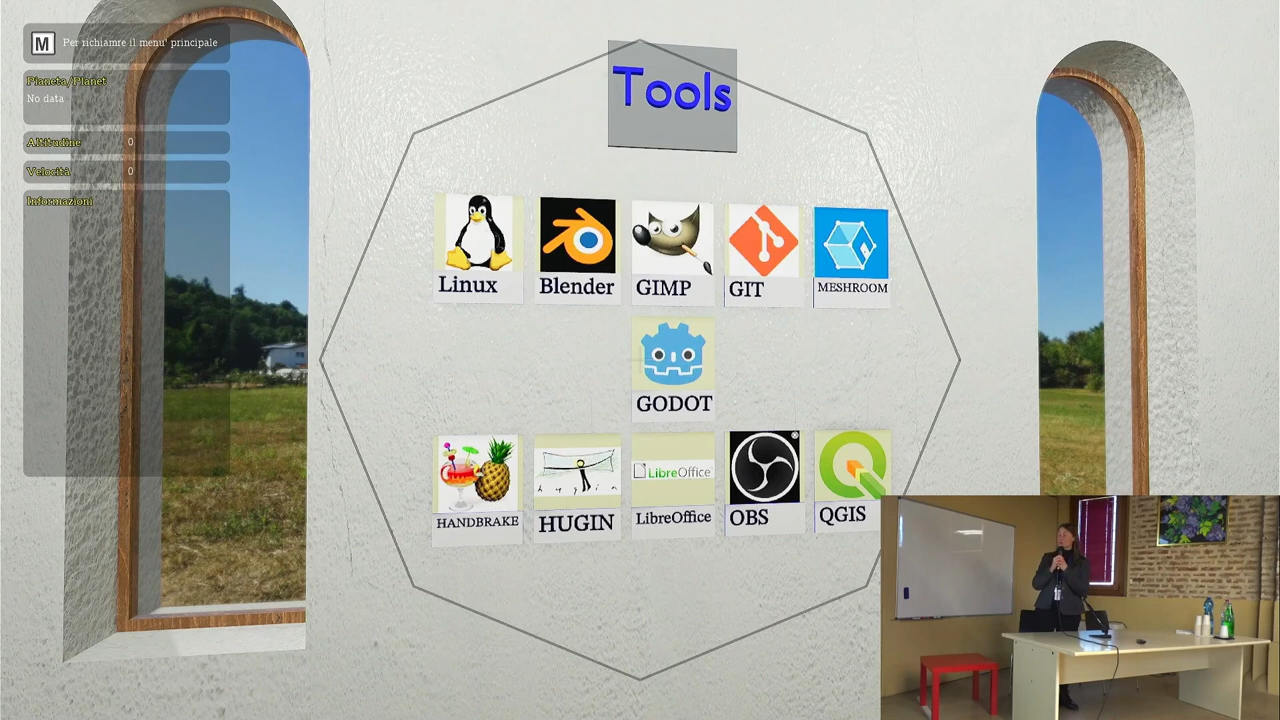 M Per richiamre il menu' principale
Pianeta/Planet
No data
Altitudine 0
Velocità 0
Informazioni
Tools
Linux
Blender
GIMP
GIT
MESHROOM
GODOT
HANDBRAKE
HUGIN
LibreOffice
LibreOffice
OBS
QGIS